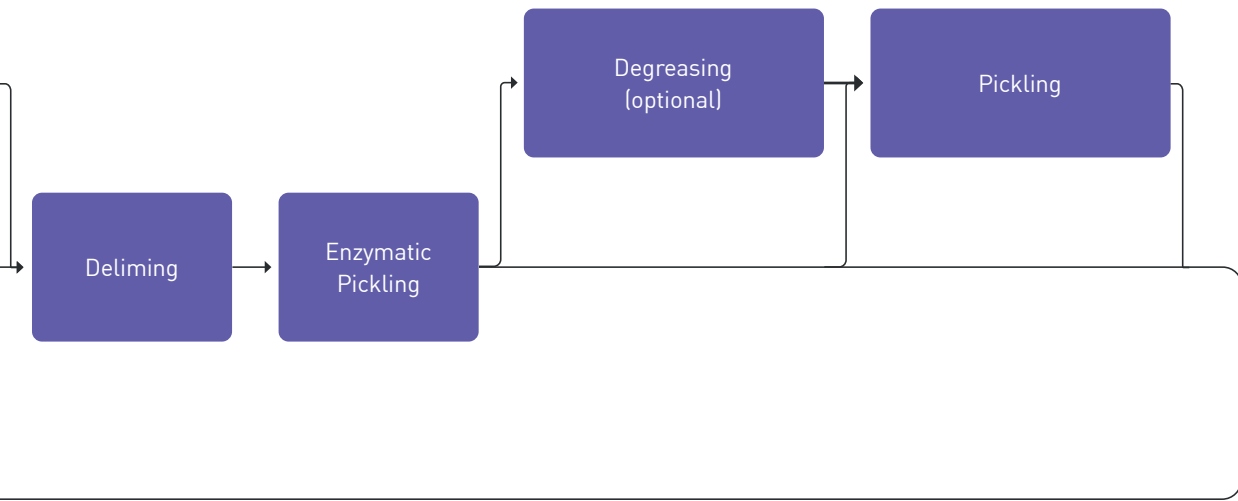 Degreasing
(optional)
Pickling
Deliming
Enzymatic
Pickling